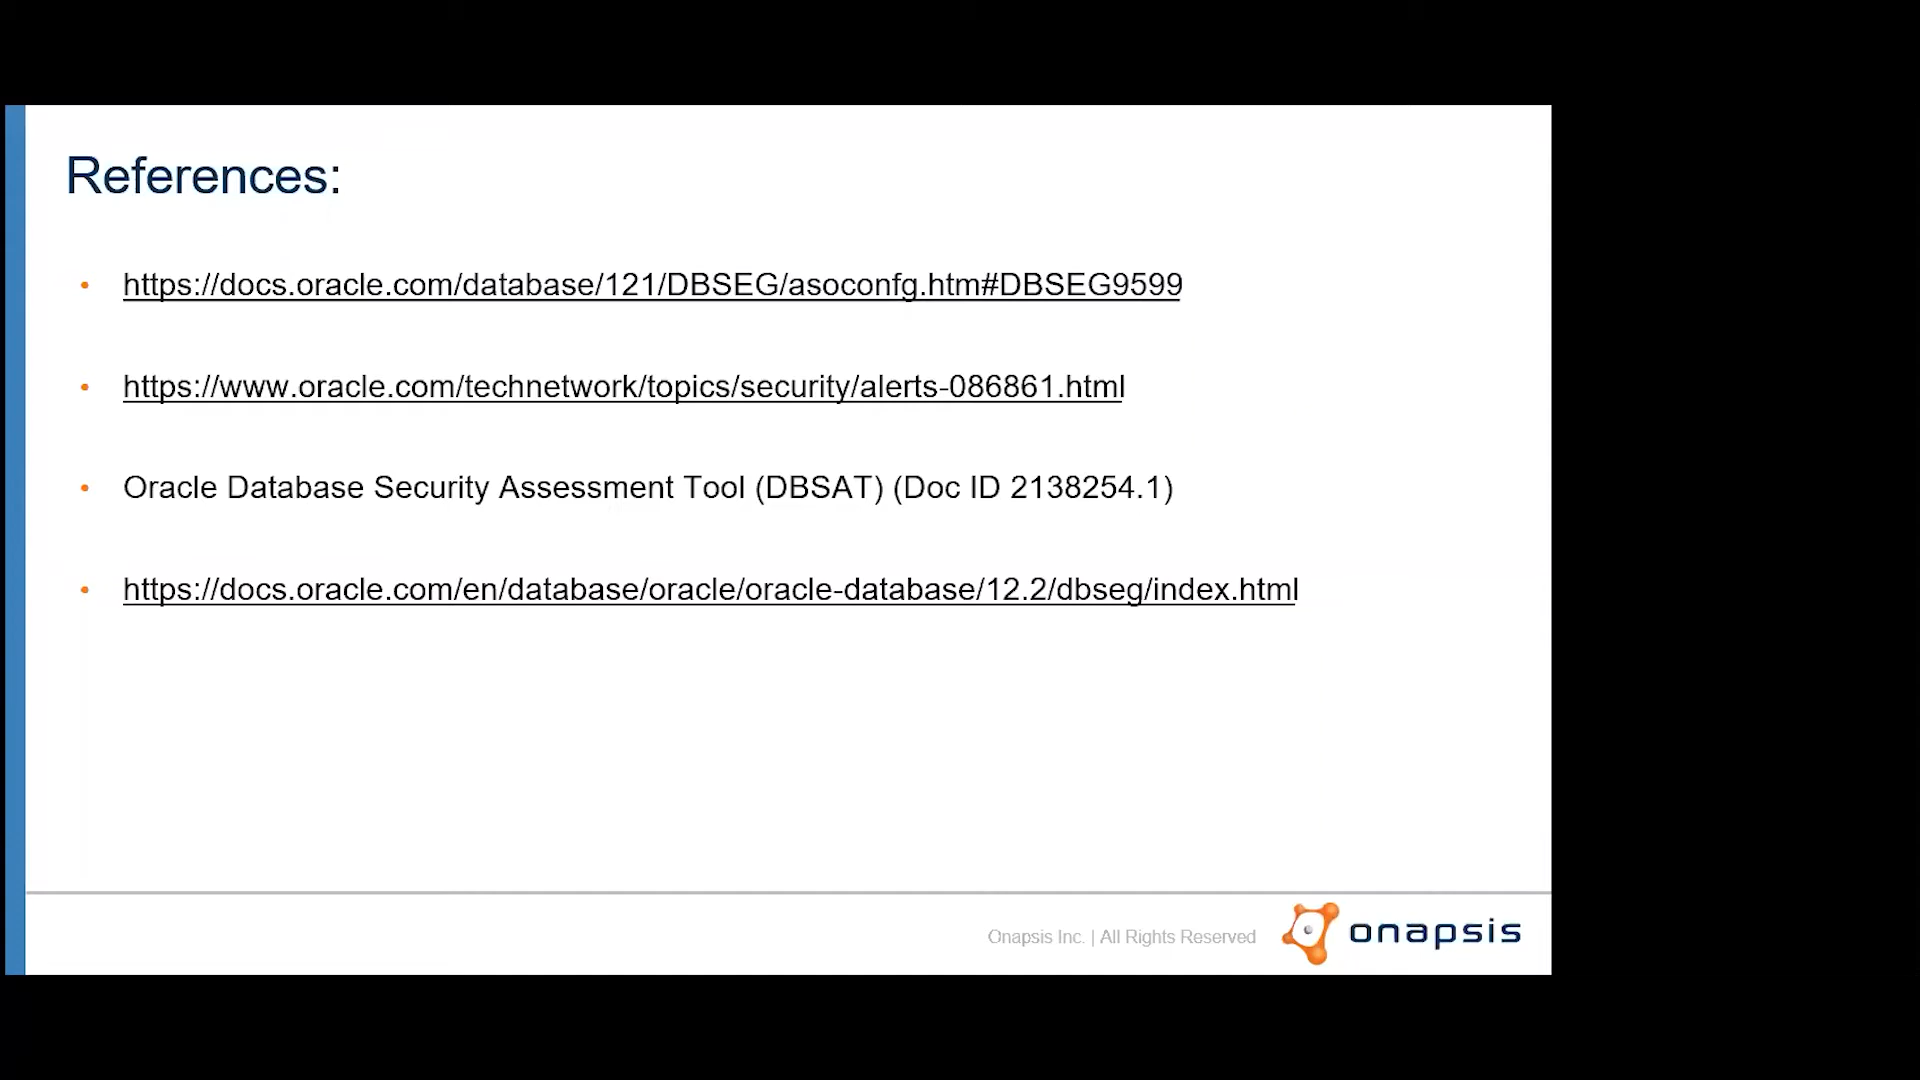 References:
• https://docs.oracle.com/database/121/DBSEG/asoconfg.htm#DBSEG9599
• https://www.oracle.com/technetwork/topics/security/alerts-086861.html
• Oracle Database Security Assessment Tool (DBSAT) (Doc ID 2138254.1)
• https://docs.oracle.com/en/database/oracle/oracle-database/12.2/dbseg/index.html
Onapsis Inc. | All Rights Reserved
onapsis